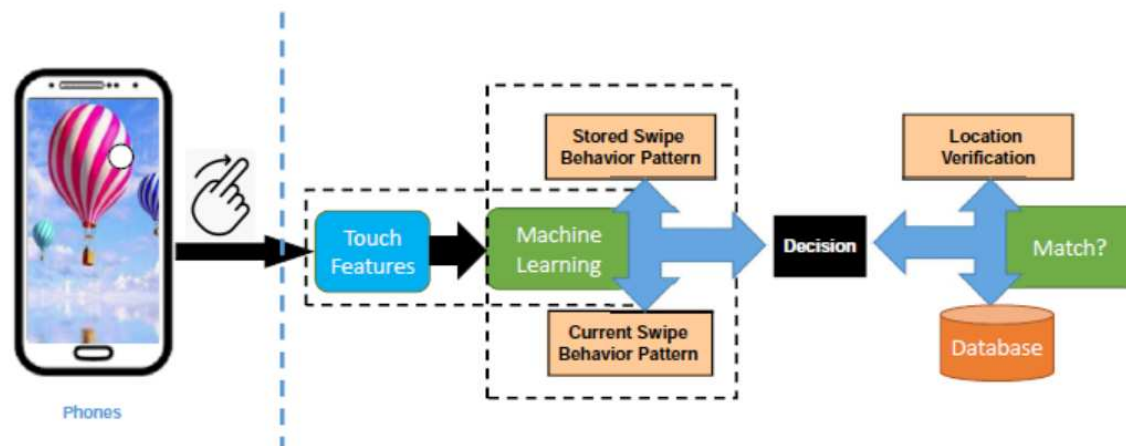 Phones
Touch
Features
Machine
Learning
Stored Swipe
Behavior Pattern
Current Swipe
Behavior Pattern
Decision
Location
Verification
Match?
Database